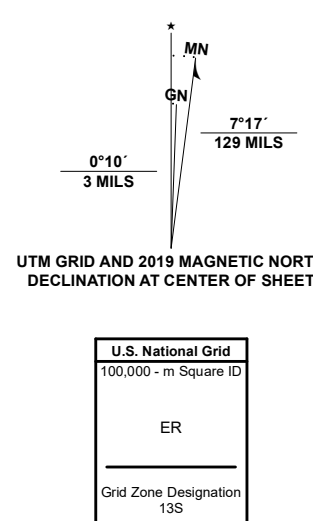 ★
MN
GN
7°17´
129 MILS
0°10´
3 MILS
UTM GRID AND 2019 MAGNETIC NORT
DECLINATION AT CENTER OF SHEET
U.S. National Grid
100,000 - m Square ID
ER
Grid Zone Designation
13S